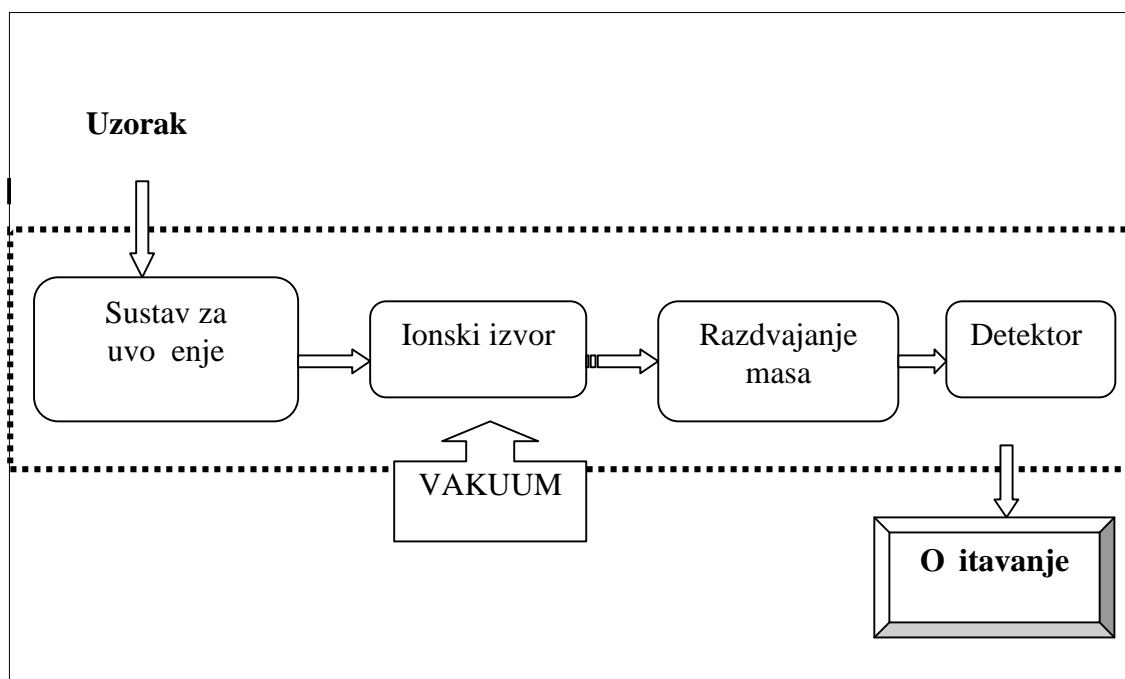 Uzorak
Sustav za
uvo enje
Ionski izvor
Razdvajanje
masa
Detektor
VAKUUM
O itavanje